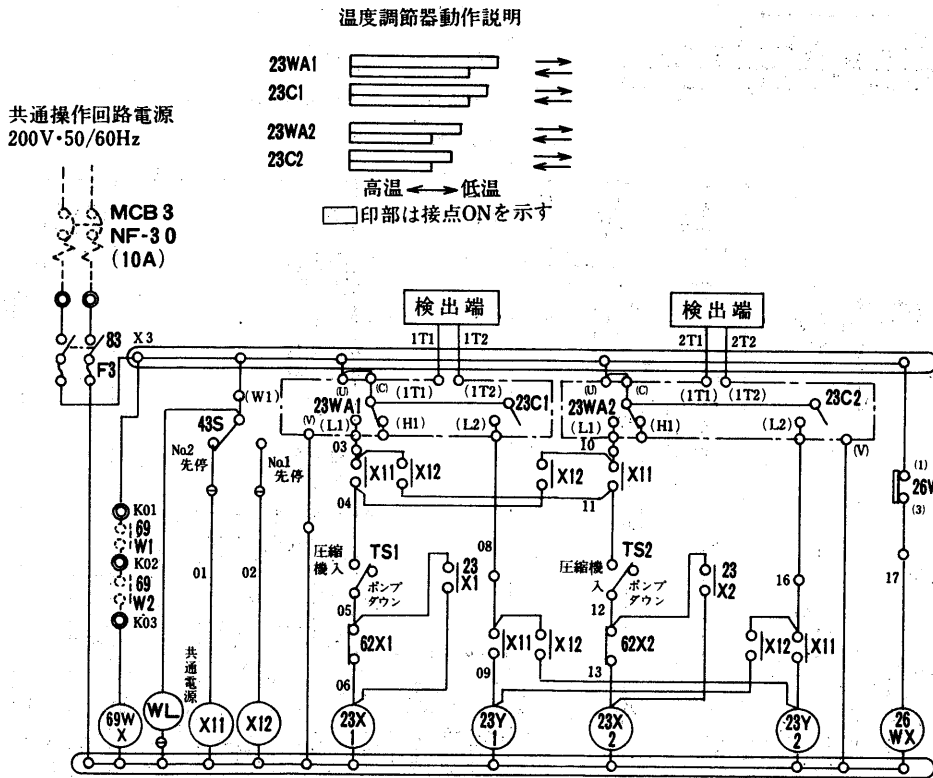 温度調節器動作説明
23WA1
23C1
23WA2
23C2
高温 ←→ 低温
印部は接点ONを示す
共通操作回路電源
200V·50/60Hz
MCB 3
NF-30
(10A)
検出端
検出端
1T1 1T2
2T1 2T2
83
X3
F3
(W1)
(U) (C) (1T1) (1T2)
23WA1
23C1
(V) (L1) (H1) (L2)
(U) (C) (1T1) (1T2)
23WA2
23C2
(L1) (H1) (L2) (V)
43S
No.2 先停
No.1 先停
03
10
X11 X12
X12 X11
04
11
(1)
26W
(3)
K01
69
W1
K02
69
W2
K03
01
02
圧縮機入
TS1
ポンプダウン
23
X1
08
圧縮機入
TS2
ポンプダウン
23
X2
16
17
05
62X1
06
X11 X12
09
12
62X2
13
X12 X11
共通電源
69W
X
WL
X11
X12
23X
1
23Y
1
23X
2
23Y
2
26
WX